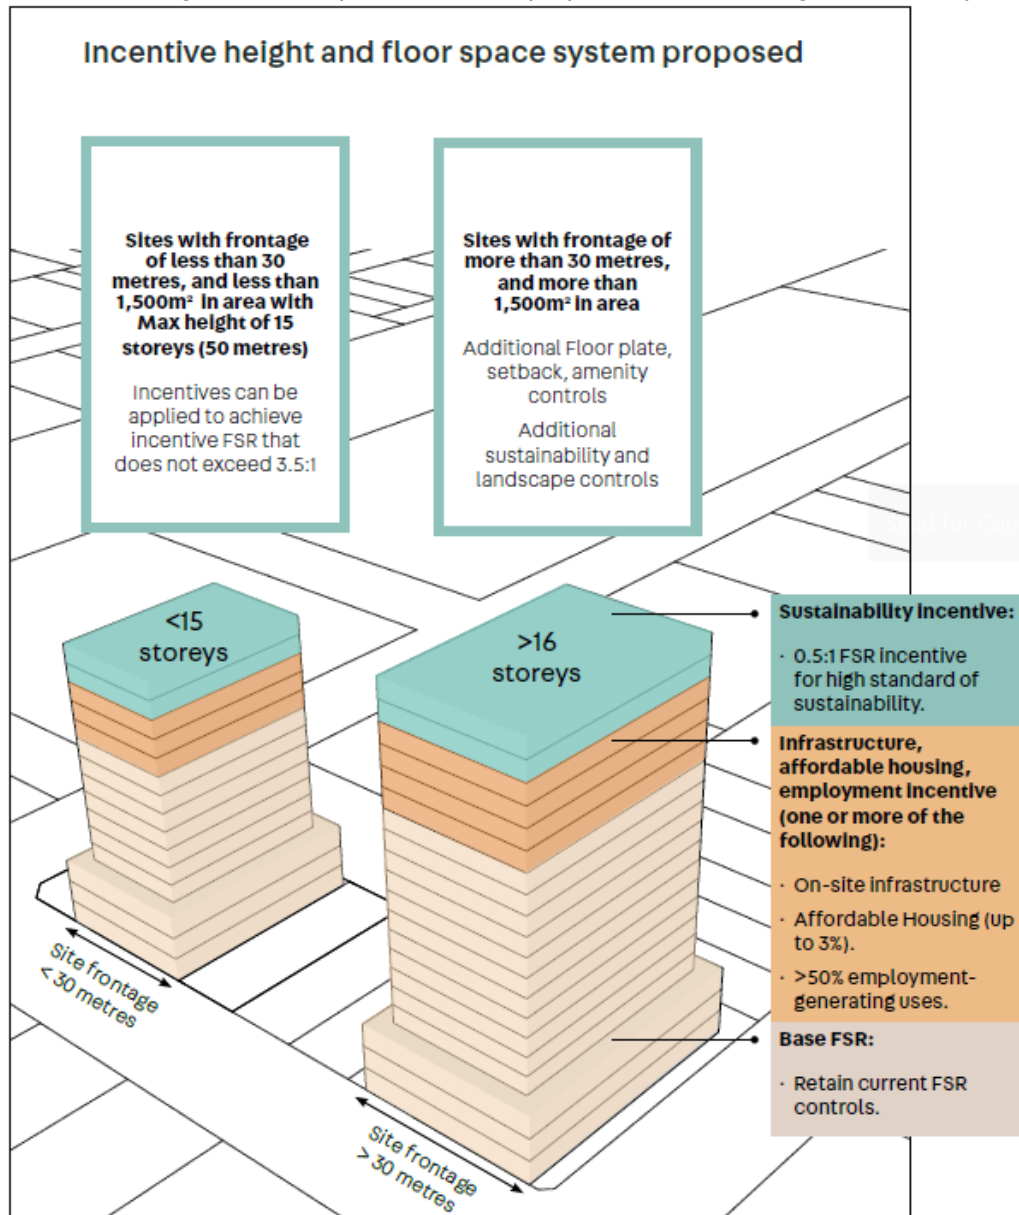 Incentive height and floor space system proposed
Sites with frontage
of less than 30
metres, and less than
1,500m² in area with
Max height of 15
storeys (50 metres)
Incentives can be
applied to achieve
incentive FSR that
does not exceed 3.5:1
Sites with frontage of
more than 30 metres,
and more than
1,500m² in area
Additional Floor plate,
setback, amenity
controls
Additional
sustainability and
landscape controls
<15
storeys
>16
storeys
Site frontage
< 30 metres
Site frontage
> 30 metres
Sustainability incentive:
· 0.5:1 FSR incentive
for high standard of
sustainability.
Infrastructure,
affordable housing,
employment incentive
(one or more of the
following):
· On-site infrastructure
· Affordable Housing (up
to 3%).
· >50% employment-
generating uses.
Base FSR:
· Retain current FSR
controls.